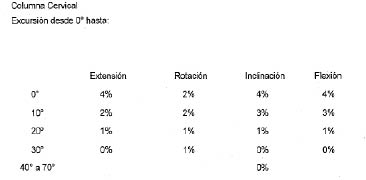 Columna Cervical
Excursión desde 0° hasta:
Extensión Rotación Inclinación Flexión
0° 4% 2% 4% 4%
10° 2% 2% 3% 3%
20° 1% 1% 1% 1%
30° 0% 1% 0% 0%
40° a 70° 0%